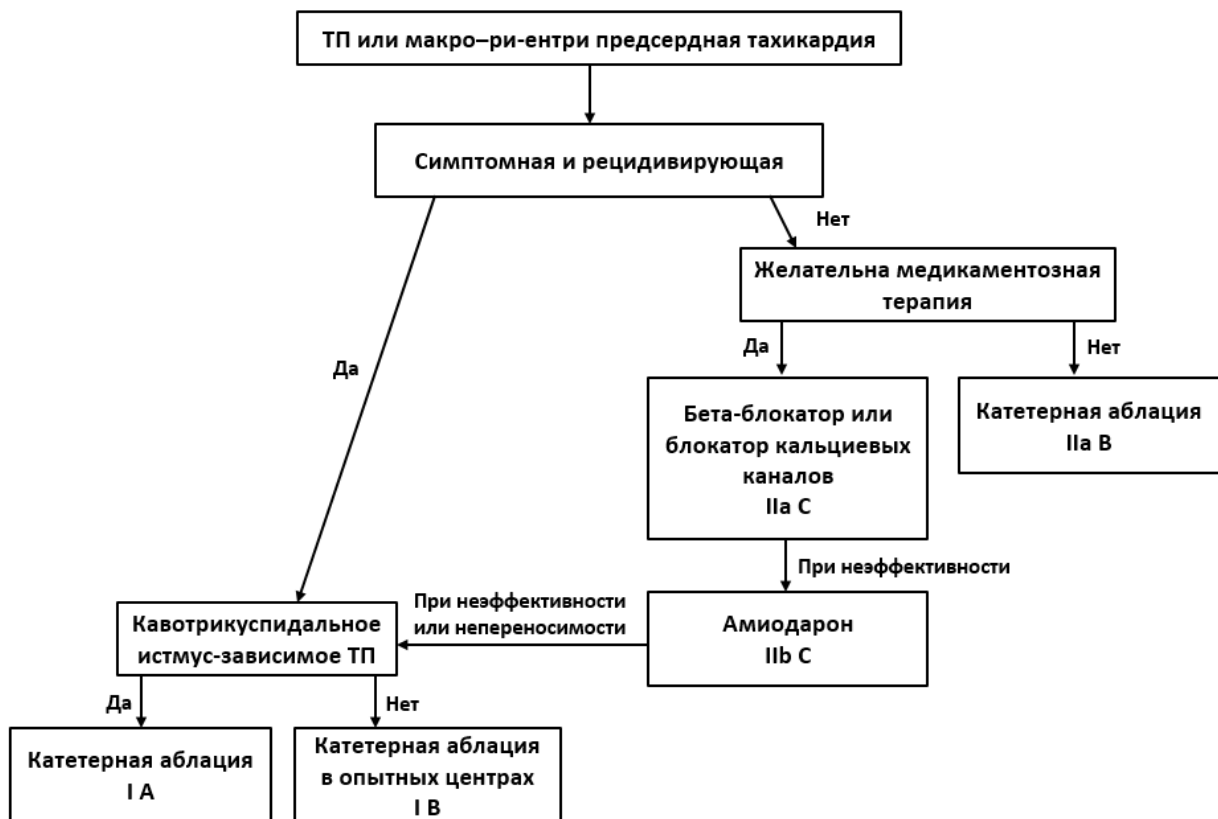 ТП или макро–ри-ентри предсердная тахикардия
Симптомная и рецидивирующая
Нет
Желательна медикаментозная
терапия
Да
Да
Нет
Бета-блокатор или
блокатор кальциевых
каналов
IIa C
Катетерная аблация
IIa B
При неэффективности
При неэффективности
или непереносимости
Амиодарон
IIb C
Кавотрикуспидальное
истмус-зависимое ТП
Да
Нет
Катетерная аблация
I A
Катетерная аблация
в опытных центрах
I B